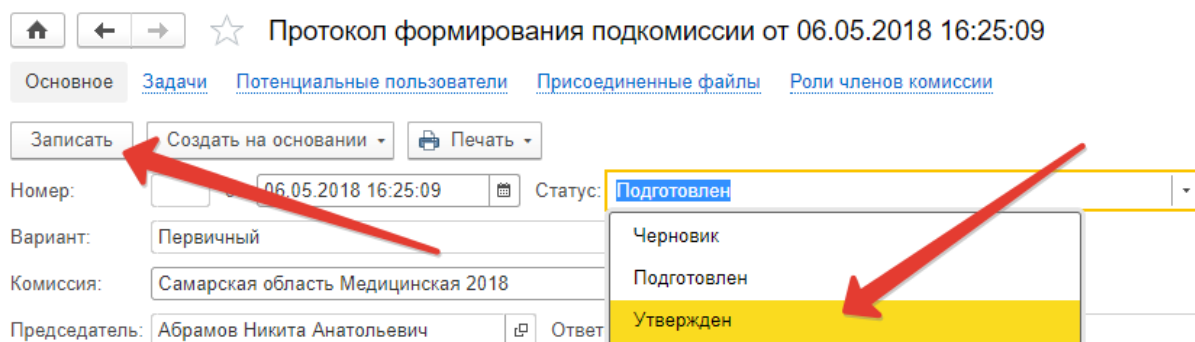 Протокол формирования подкомиссии от 06.05.2018 16:25:09
Основное Задачи Потенциальные пользователи Присоединенные файлы Роли членов комиссии
Записать Создать на основании Печать
Номер: 06.05.2018 16:25:09 Статус: Подготовлен
Вариант: Первичный Черновик
Комиссия: Самарская область Медицинская 2018 Подготовлен
Председатель: Абрамов Никита Анатольевич Ответ Утвержден